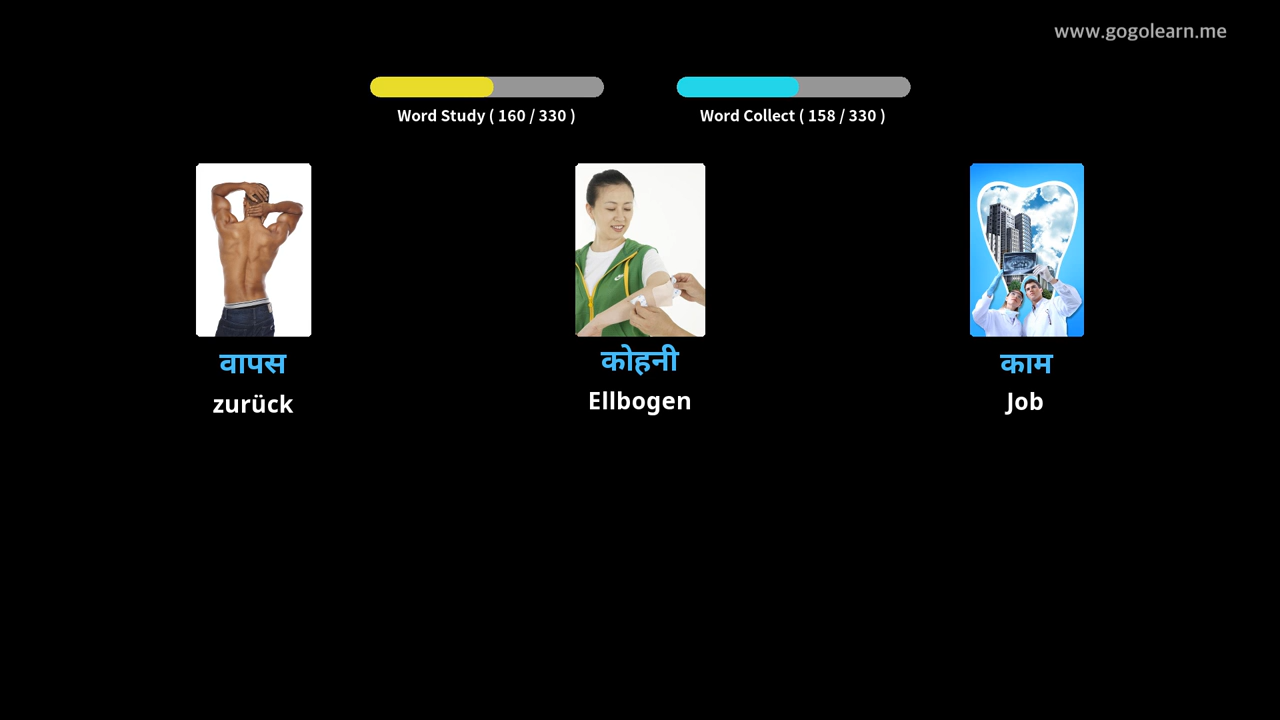 www.gogolearn.me
Word Study ( 160 / 330 )
Word Collect ( 158 / 330 )
वापस
कोहनी
काम
zurück
Ellbogen
Job